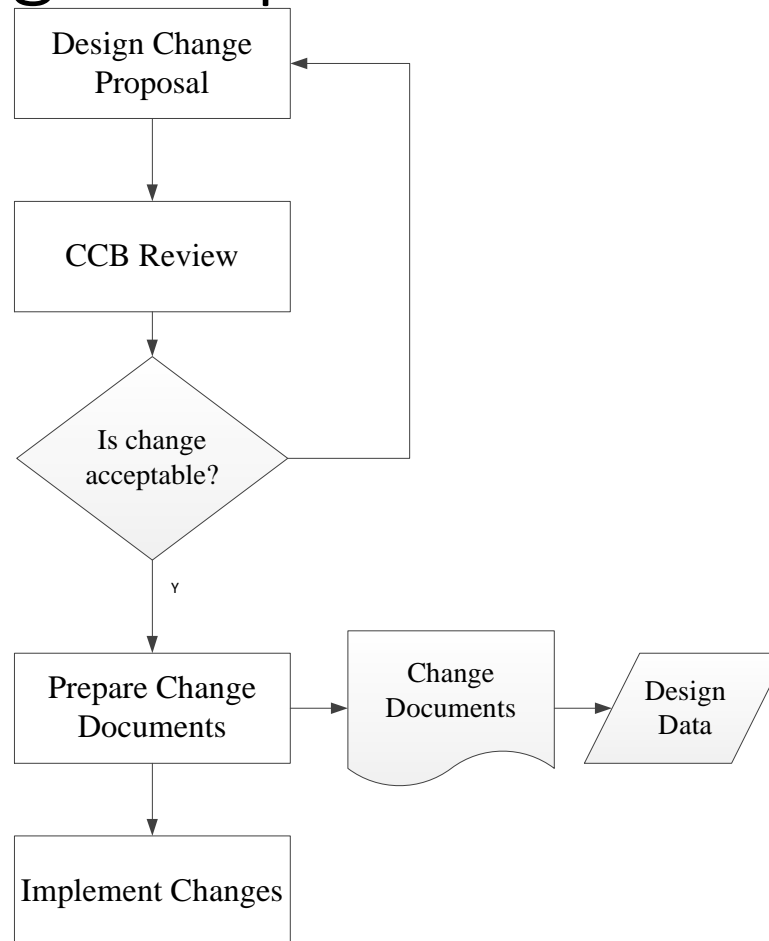 Design Change
Proposal
CCB Review
Is change
acceptable?
Y
Prepare Change
Documents
Change
Documents
Design
Data
Implement Changes